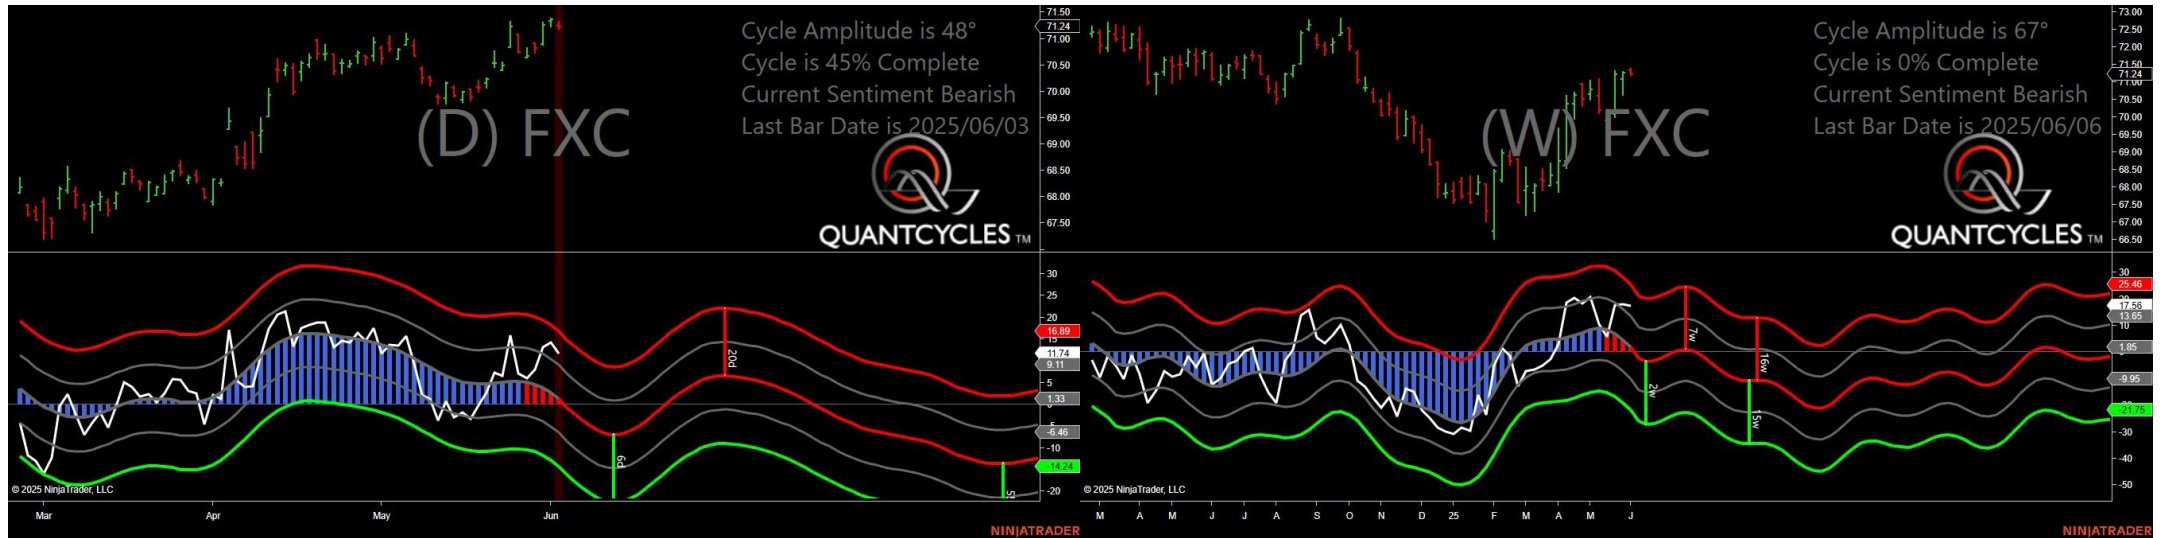 Cycle Amplitude is 48°
Cycle is 45% Complete
Current Sentiment Bearish
Last Bar Date is 2025/06/03
(D) FXC
QUANTCYCLES TM
71.50
71.24
71.00
70.50
70.00
69.50
69.00
68.50
68.00
67.50
30
25
20
16.89
15
11.74
9.11
5
1.33
-6.46
-10
-14.24
-20
6d
20d
© 2025 NinjaTrader, LLC
Mar
Apr
May
Jun
NINJATRADER
Cycle Amplitude is 67°
Cycle is 0% Complete
Current Sentiment Bearish
Last Bar Date is 2025/06/06
(W) FXC
QUANTCYCLES TM
73.00
72.50
72.00
71.50
71.24
71.00
70.50
70.00
69.50
69.00
68.50
68.00
67.50
67.00
66.50
30
25.46
17.56
13.65
10
1.85
-9.95
-21.75
-30
-40
-50
2w
7w
15w
16w
© 2025 NinjaTrader, LLC
M A M J J A S O N D 25 F M A M J
NINJATRADER